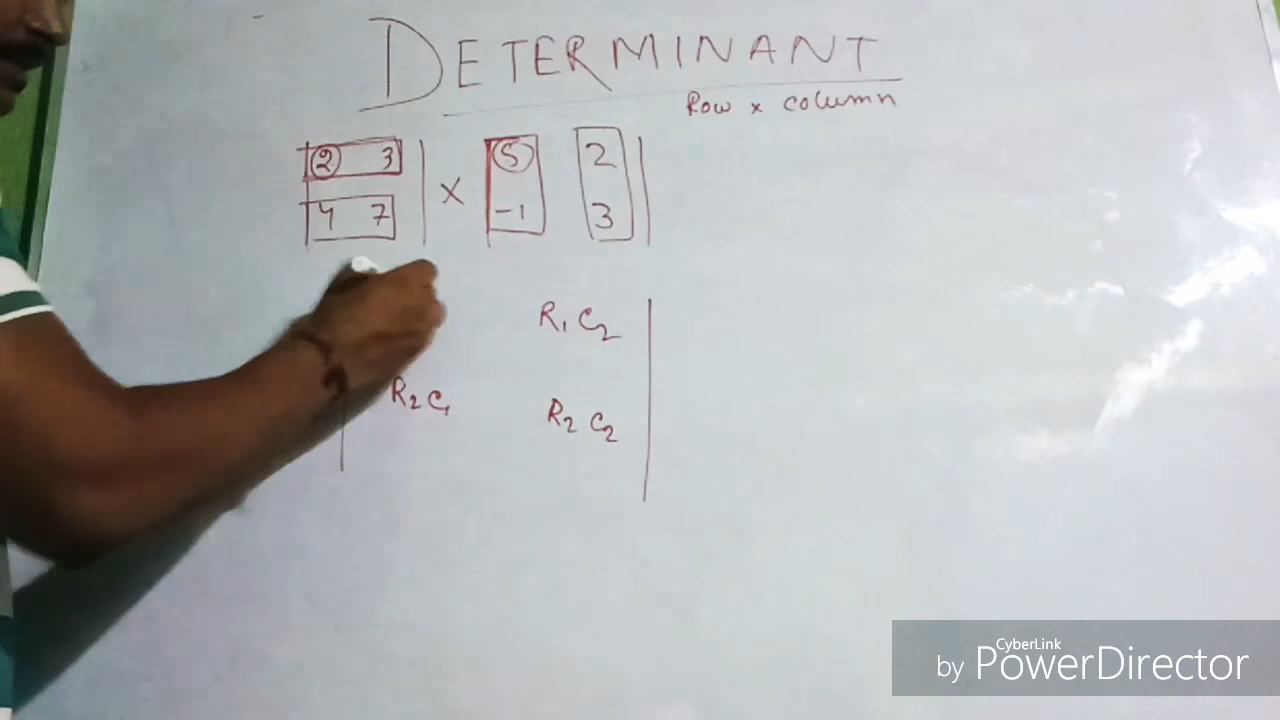 DETERMINANT
Row x column
2 3 x 5 2
4 7 -1 3
R1 C2
R2 C1 R2 C2
CyberLink
by PowerDirector